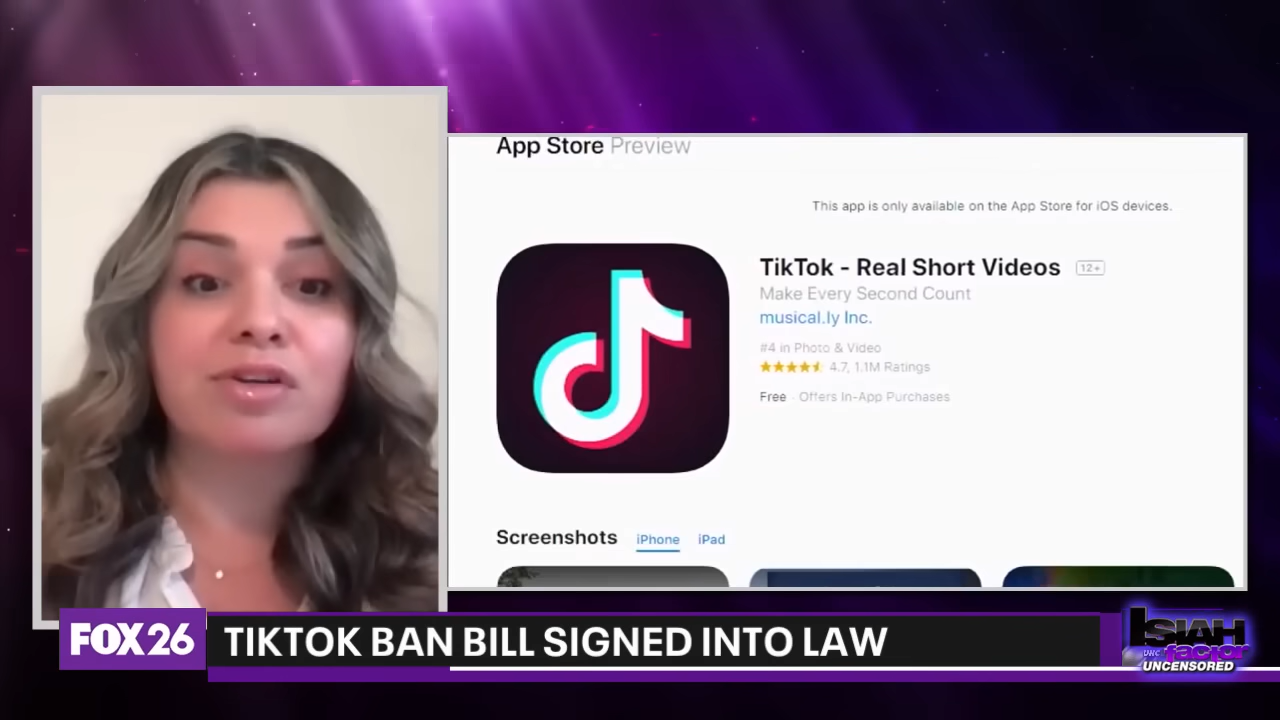 App Store Preview
This app is only available on the App Store for iOS devices.
TikTok - Real Short Videos 12+
Make Every Second Count
musical.ly Inc.
#4 in Photo & Video
4.7, 1.1M Ratings
Free · Offers In-App Purchases
Screenshots iPhone iPad
FOX 26 TIKTOK BAN BILL SIGNED INTO LAW
ISIAH
THE factor
UNCENSORED